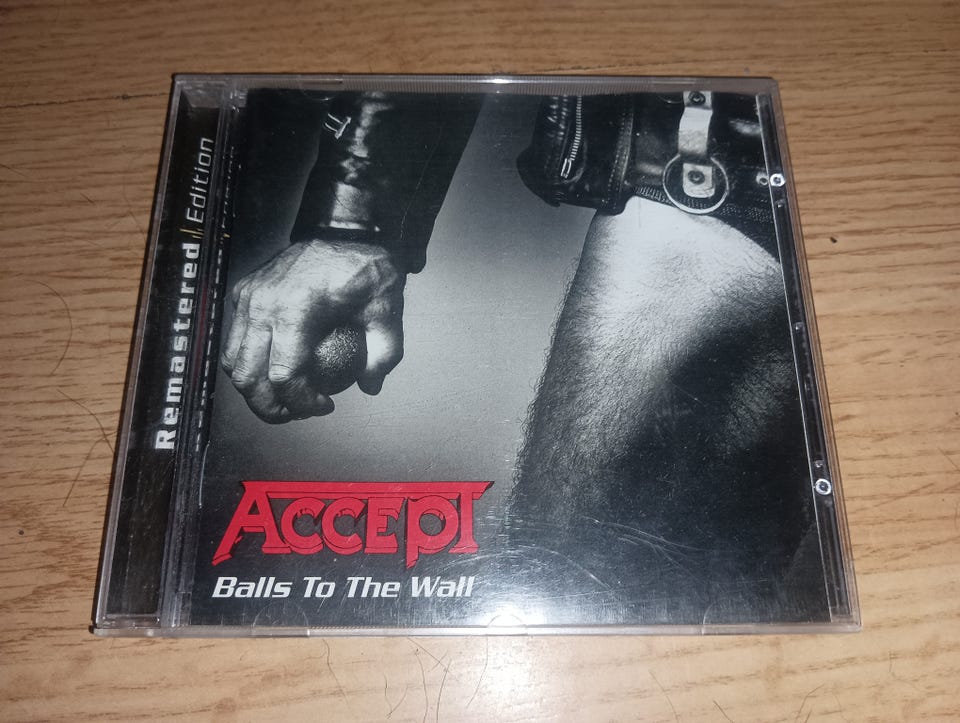 Remastered Edition
ACCEPT
Balls To The Wall